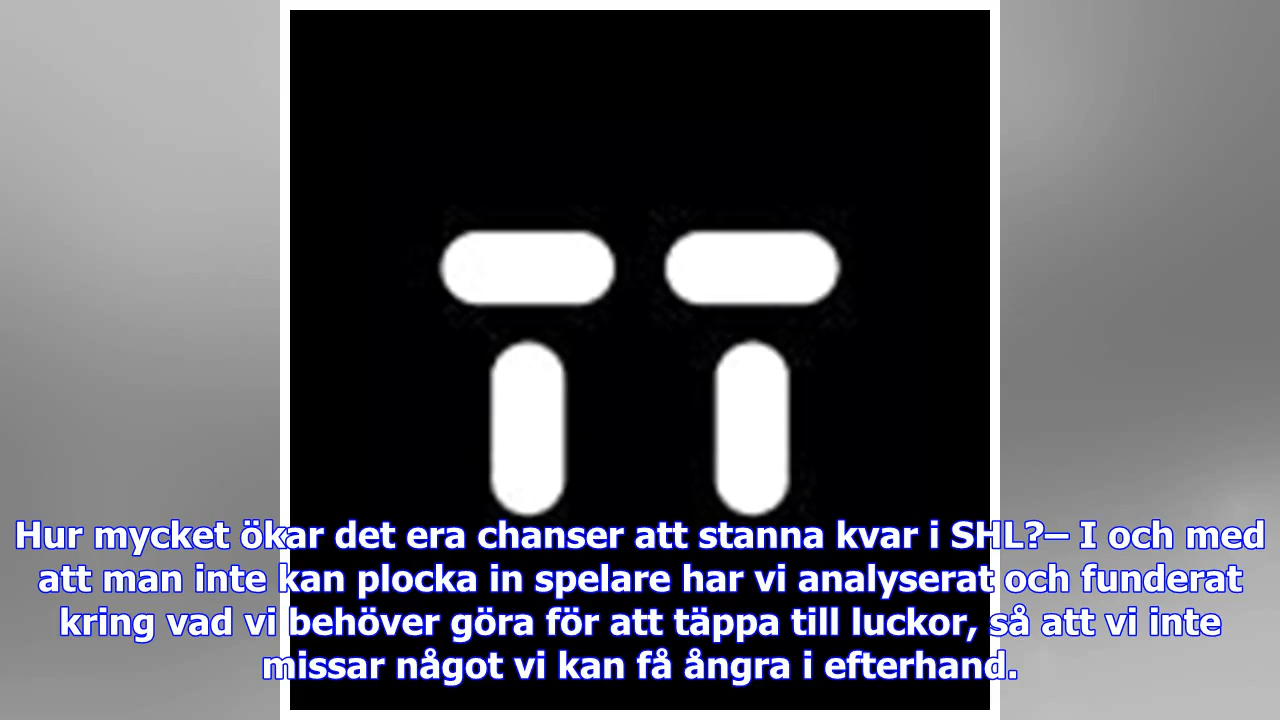 TT
Hur mycket ökar det era chanser att stanna kvar i SHL?– I och med
att man inte kan plocka in spelare har vi analyserat och funderat
kring vad vi behöver göra för att täppa till luckor, så att vi inte
missar något vi kan få ångra i efterhand.